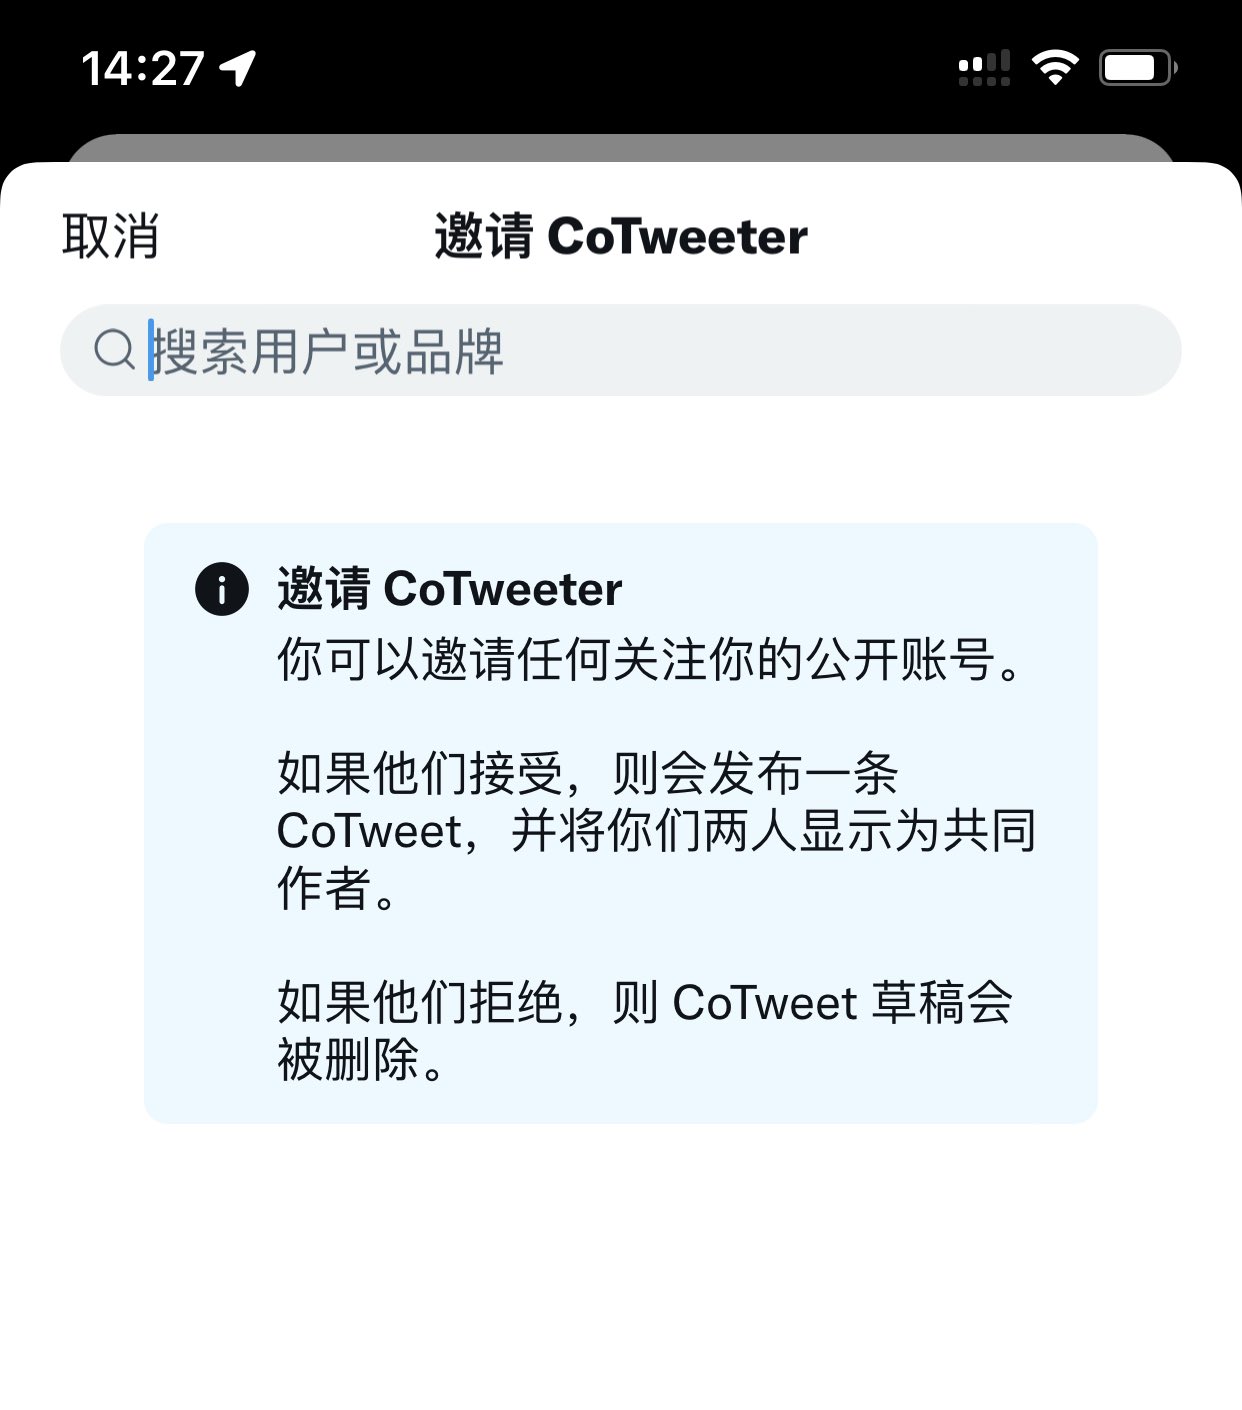 14:27
取消
邀请 CoTweeter
搜索用户或品牌
邀请 CoTweeter
你可以邀请任何关注你的公开账号。
如果他们接受，则会发布一条
CoTweet，并将你们两人显示为共同
作者。
如果他们拒绝，则 CoTweet 草稿会
被删除。